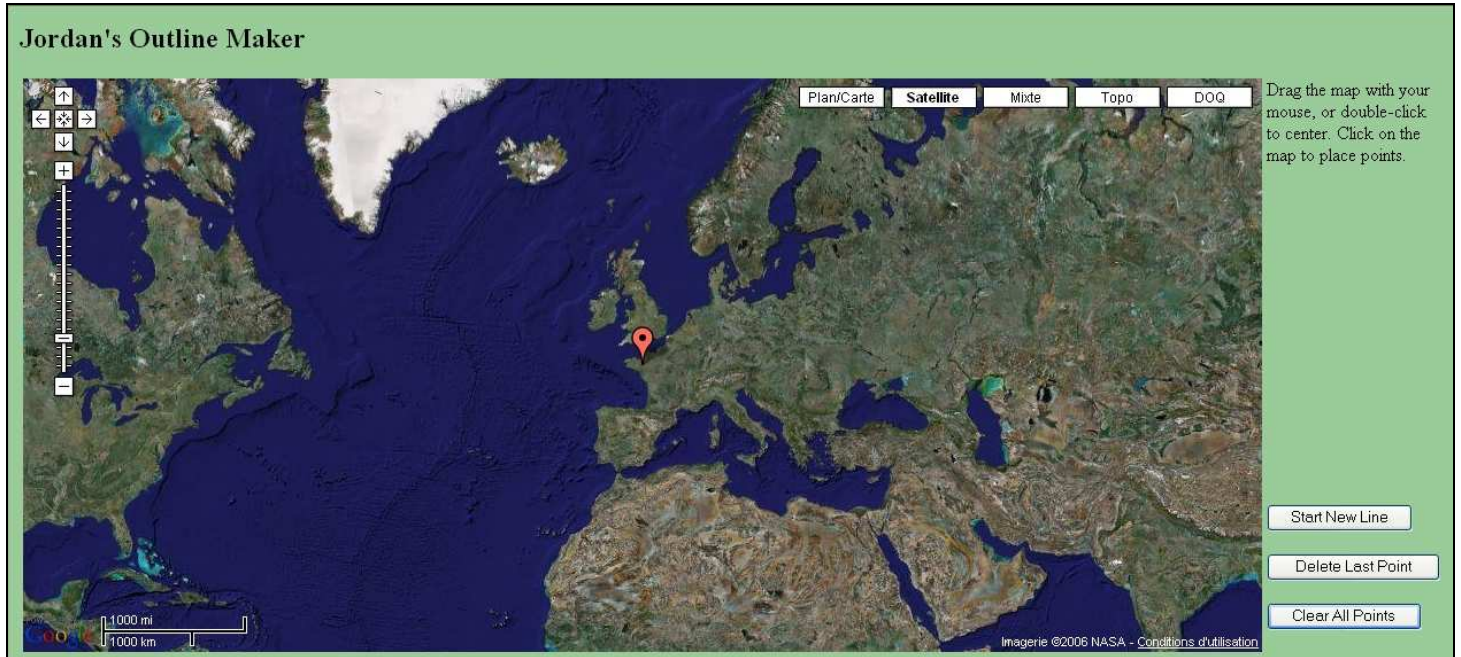 Jordan's Outline Maker
Plan/Carte
Satellite
Mixte
Topo
DOQ
Drag the map with your
mouse, or double-click
to center. Click on the
map to place points.
Start New Line
Delete Last Point
Clear All Points
1000 mi
1000 km
Google
Imagerie ©2006 NASA - Conditions d'utilisation